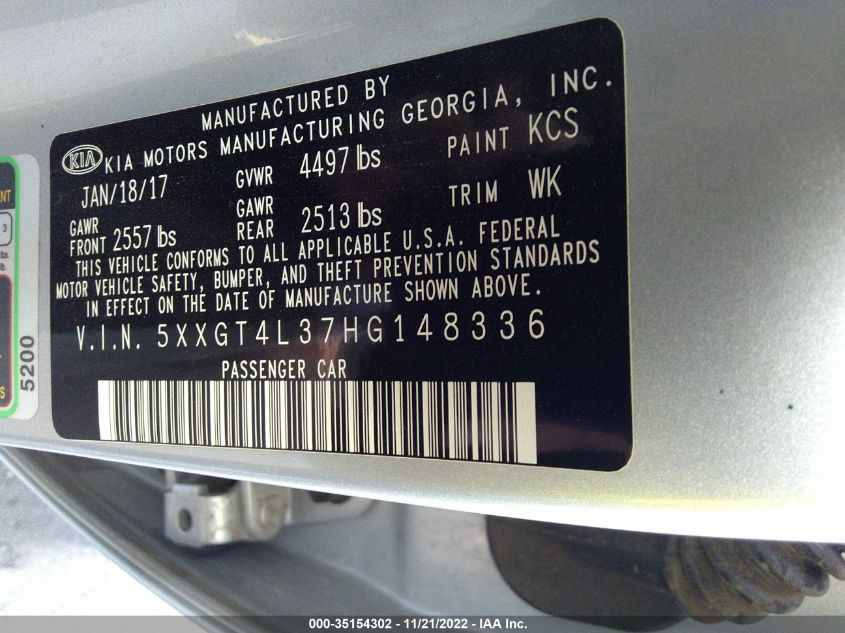 MANUFACTURED BY
KIA KIA MOTORS MANUFACTURING GEORGIA, INC.
JAN/18/17 GVWR 4497 lbs PAINT KCS
GAWR FRONT 2557 lbs GAWR REAR 2513 lbs TRIM WK
THIS VEHICLE CONFORMS TO ALL APPLICABLE U.S.A. FEDERAL
MOTOR VEHICLE SAFETY, BUMPER, AND THEFT PREVENTION STANDARDS
IN EFFECT ON THE DATE OF MANUFACTURE SHOWN ABOVE.
V.I.N. 5XXGT4L37HG148336
PASSENGER CAR
3
5200
000-35154302 - 11/21/2022 - IAA Inc.